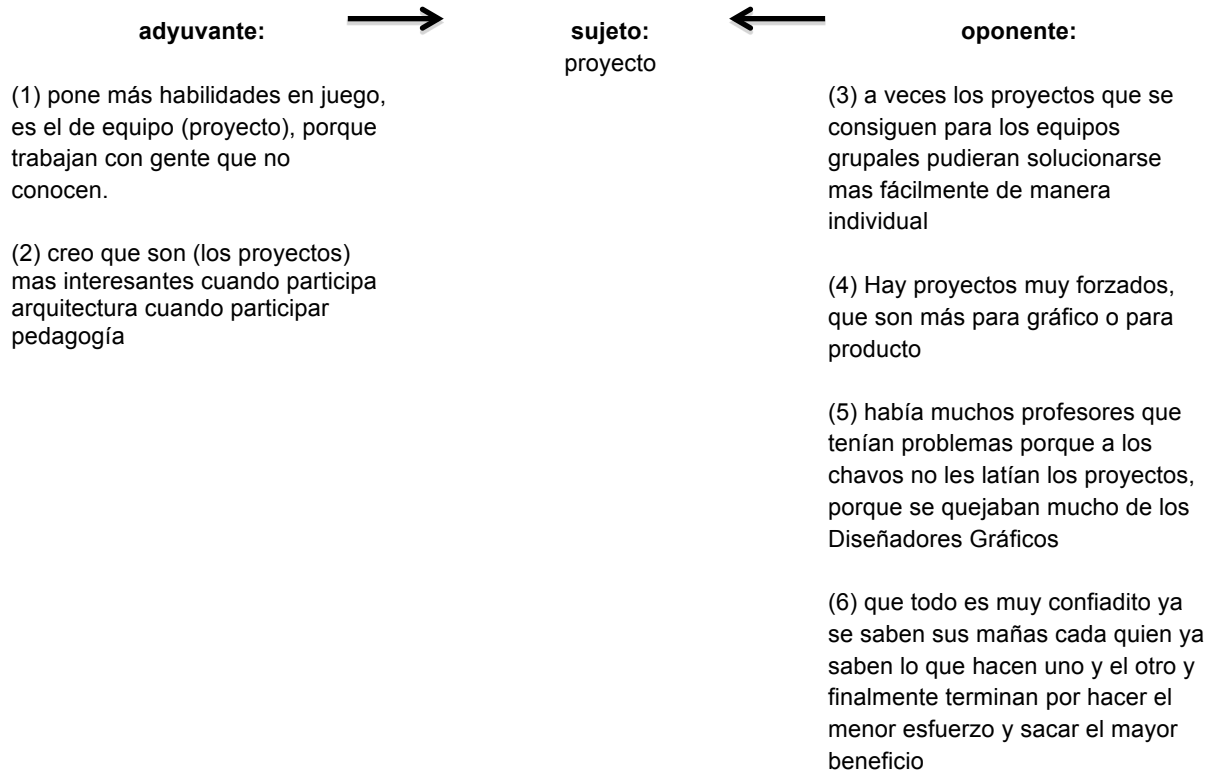 adyuvante:
(1) pone más habilidades en juego,
es el de equipo (proyecto), porque
trabajan con gente que no
conocen.
(2) creo que son (los proyectos)
mas interesantes cuando participa
arquitectura cuando participar
pedagogía
sujeto:
proyecto
oponente:
(3) a veces los proyectos que se
consiguen para los equipos
grupales pudieran solucionarse
mas fácilmente de manera
individual
(4) Hay proyectos muy forzados,
que son más para gráfico o para
producto
(5) había muchos profesores que
tenían problemas porque a los
chavos no les latían los proyectos,
porque se quejaban mucho de los
Diseñadores Gráficos
(6) que todo es muy confiadito ya
se saben sus mañas cada quien ya
saben lo que hacen uno y el otro y
finalmente terminan por hacer el
menor esfuerzo y sacar el mayor
beneficio